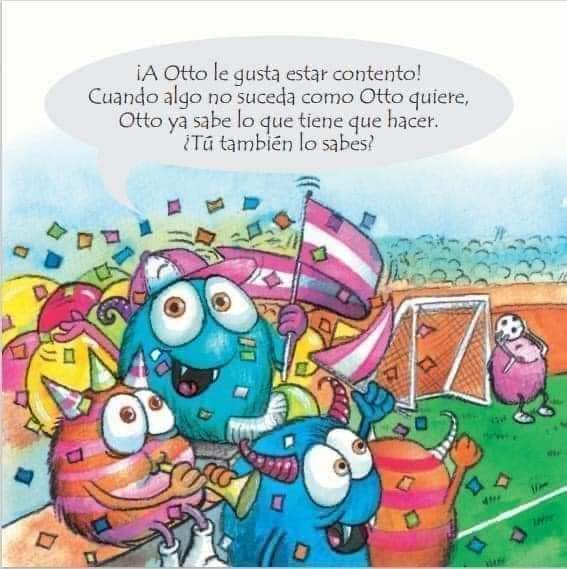 ¡A Otto le gusta estar contento!
Cuando algo no suceda como Otto quiere,
Otto ya sabe lo que tiene que hacer.
¿Tú también lo sabes?